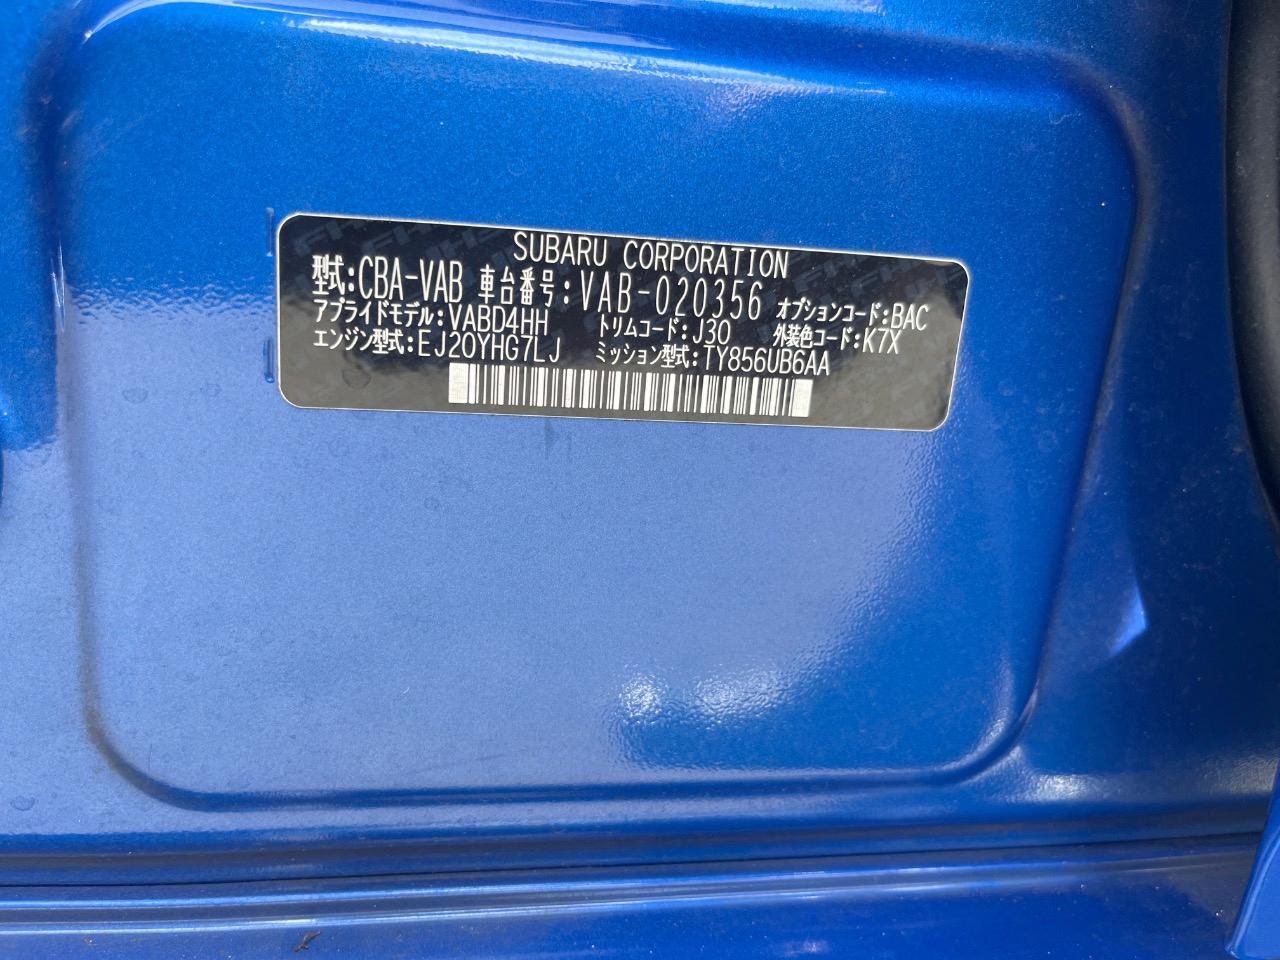 SUBARU CORPORATION
型式:CBA-VAB 車台番号:VAB-020356 オプションコード:BAC
アプライドモデル:VABD4HH トリムコード:J30 外装色コード:K7X
エンジン型式:EJ20YHG7LJ ミッション型式:TY856UB6AA